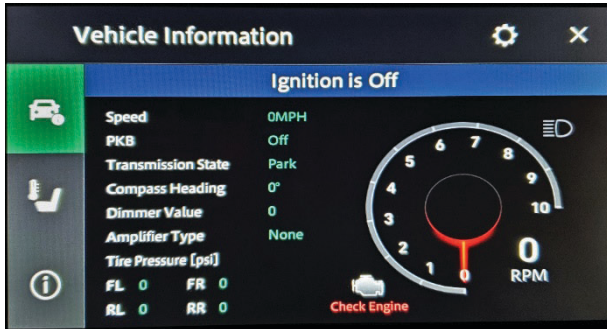 Vehicle Information
Ignition is Off
Speed 0MPH
PKB Off
Transmission State Park
Compass Heading 0°
Dimmer Value 0
Amplifier Type None
Tire Pressure [psi]
FL 0 FR 0
RL 0 RR 0
0 1 2 3 4 5 6 7 8 9 10
0
RPM
Check Engine